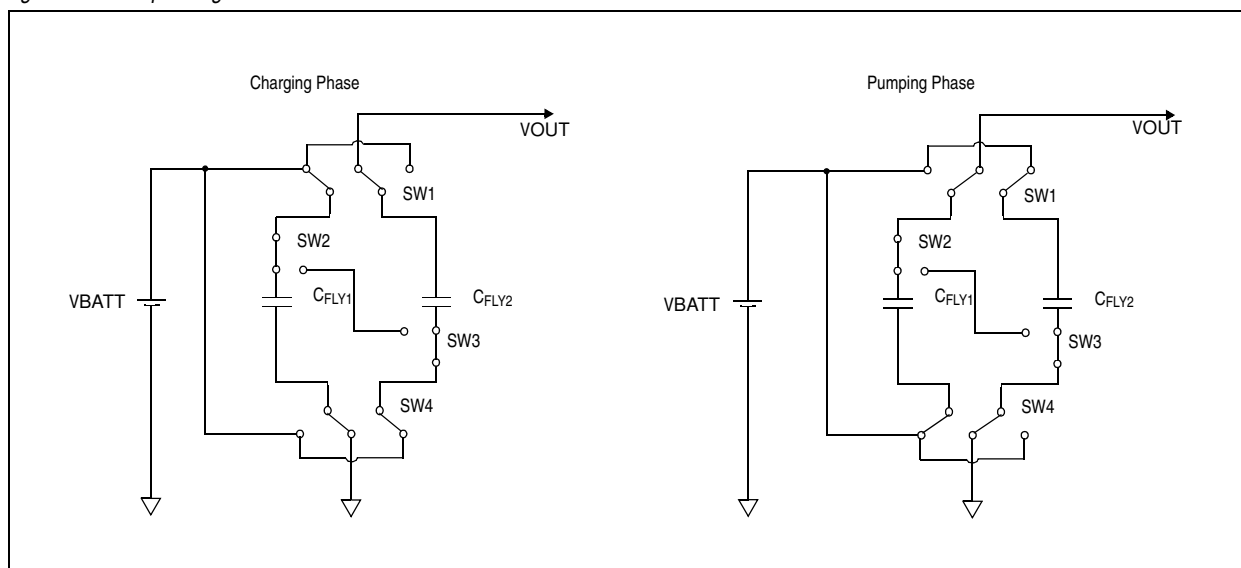 Charging Phase
VOUT
SW1
SW2
VBATT
CFLY1
CFLY2
SW3
SW4
Pumping Phase
VOUT
SW1
SW2
VBATT
CFLY1
CFLY2
SW3
SW4